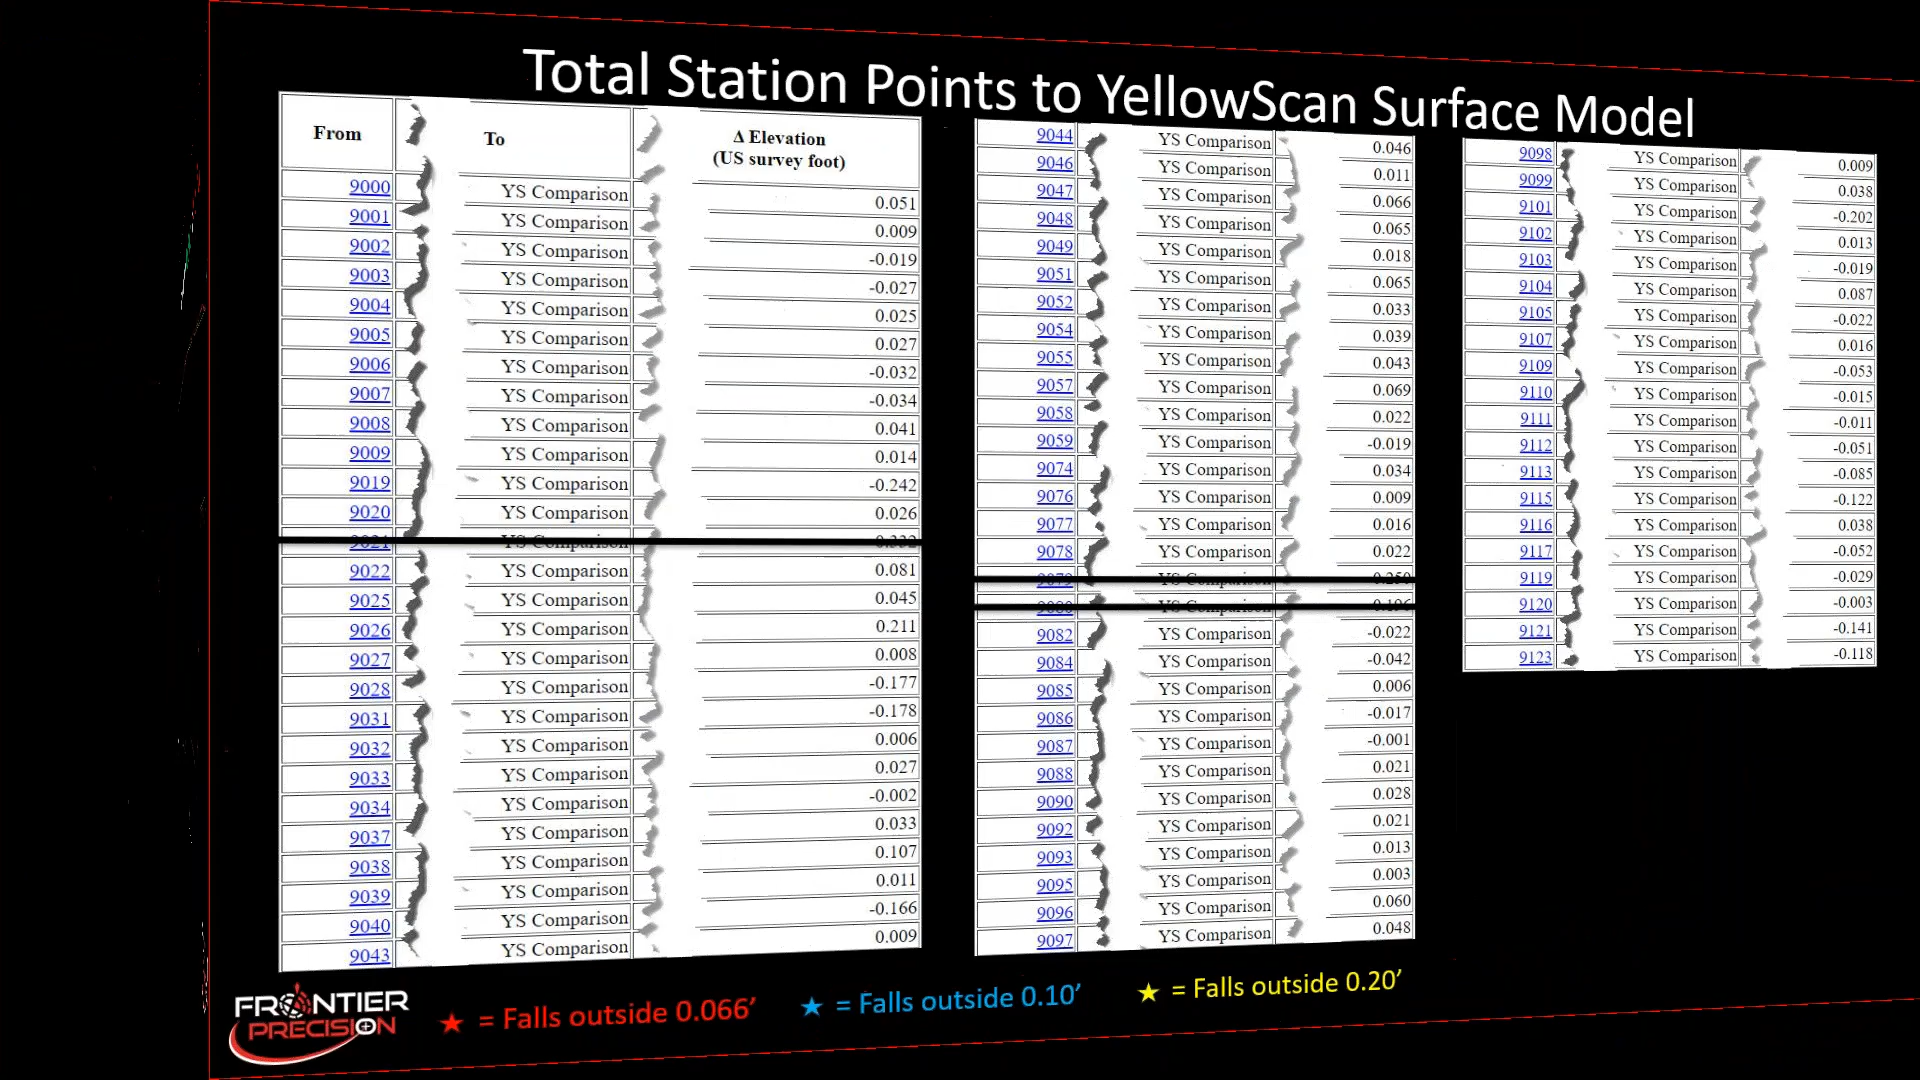 Total Station Points to YellowScan Surface Model
From To Δ Elevation
(US survey foot)
9000 YS Comparison 0.051
9001 YS Comparison 0.009
9002 YS Comparison -0.019
9003 YS Comparison -0.027
9004 YS Comparison 0.025
9005 YS Comparison 0.027
9006 YS Comparison -0.032
9007 YS Comparison -0.034
9008 YS Comparison 0.041
9009 YS Comparison 0.014
9019 YS Comparison -0.242
9020 YS Comparison 0.026
9021 YS Comparison
9022 YS Comparison 0.081
9025 YS Comparison 0.045
9026 YS Comparison 0.211
9027 YS Comparison 0.008
9028 YS Comparison -0.177
9031 YS Comparison -0.178
9032 YS Comparison 0.006
9033 YS Comparison 0.027
9034 YS Comparison -0.002
9037 YS Comparison 0.033
9038 YS Comparison 0.107
9039 YS Comparison 0.011
9040 YS Comparison -0.166
9043 YS Comparison 0.009
9044 YS Comparison 0.046
9046 YS Comparison 0.011
9047 YS Comparison 0.066
9048 YS Comparison 0.065
9049 YS Comparison 0.018
9051 YS Comparison 0.065
9052 YS Comparison 0.033
9054 YS Comparison 0.039
9055 YS Comparison 0.043
9057 YS Comparison 0.069
9058 YS Comparison 0.022
9059 YS Comparison -0.019
9074 YS Comparison 0.034
9076 YS Comparison 0.009
9077 YS Comparison 0.016
9078 YS Comparison 0.022
9079 YS Comparison
9080 YS Comparison
9082 YS Comparison -0.022
9084 YS Comparison -0.042
9085 YS Comparison 0.006
9086 YS Comparison -0.017
9087 YS Comparison -0.001
9088 YS Comparison 0.021
9090 YS Comparison 0.028
9092 YS Comparison 0.021
9093 YS Comparison 0.013
9095 YS Comparison 0.003
9096 YS Comparison 0.060
9097 YS Comparison 0.048
9098 YS Comparison 0.009
9099 YS Comparison 0.038
9101 YS Comparison -0.202
9102 YS Comparison 0.013
9103 YS Comparison -0.019
9104 YS Comparison 0.087
9105 YS Comparison -0.022
9107 YS Comparison 0.016
9109 YS Comparison -0.053
9110 YS Comparison -0.015
9111 YS Comparison -0.011
9112 YS Comparison -0.051
9113 YS Comparison -0.085
9115 YS Comparison -0.122
9116 YS Comparison 0.038
9117 YS Comparison -0.052
9119 YS Comparison -0.029
9120 YS Comparison -0.003
9121 YS Comparison -0.141
9123 YS Comparison -0.118
FRONTIER
PRECISION
★ = Falls outside 0.066’ ★ = Falls outside 0.10’ ★ = Falls outside 0.20’